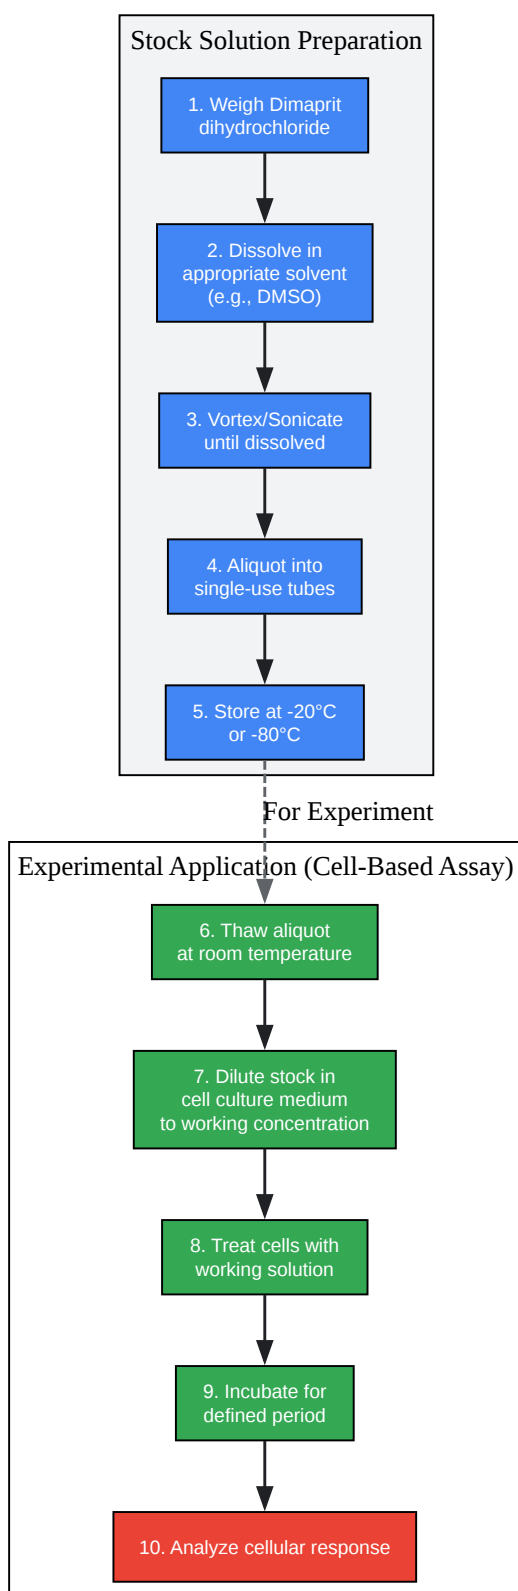 Stock Solution Preparation
1. Weigh Dimaprit
dihydrochloride
2. Dissolve in
appropriate solvent
(e.g., DMSO)
3. Vortex/Sonicate
until dissolved
4. Aliquot into
single-use tubes
5. Store at -20°C
or -80°C
For Experiment
Experimental Application (Cell-Based Assay)
6. Thaw aliquot
at room temperature
7. Dilute stock in
cell culture medium
to working concentration
8. Treat cells with
working solution
9. Incubate for
defined period
10. Analyze cellular response